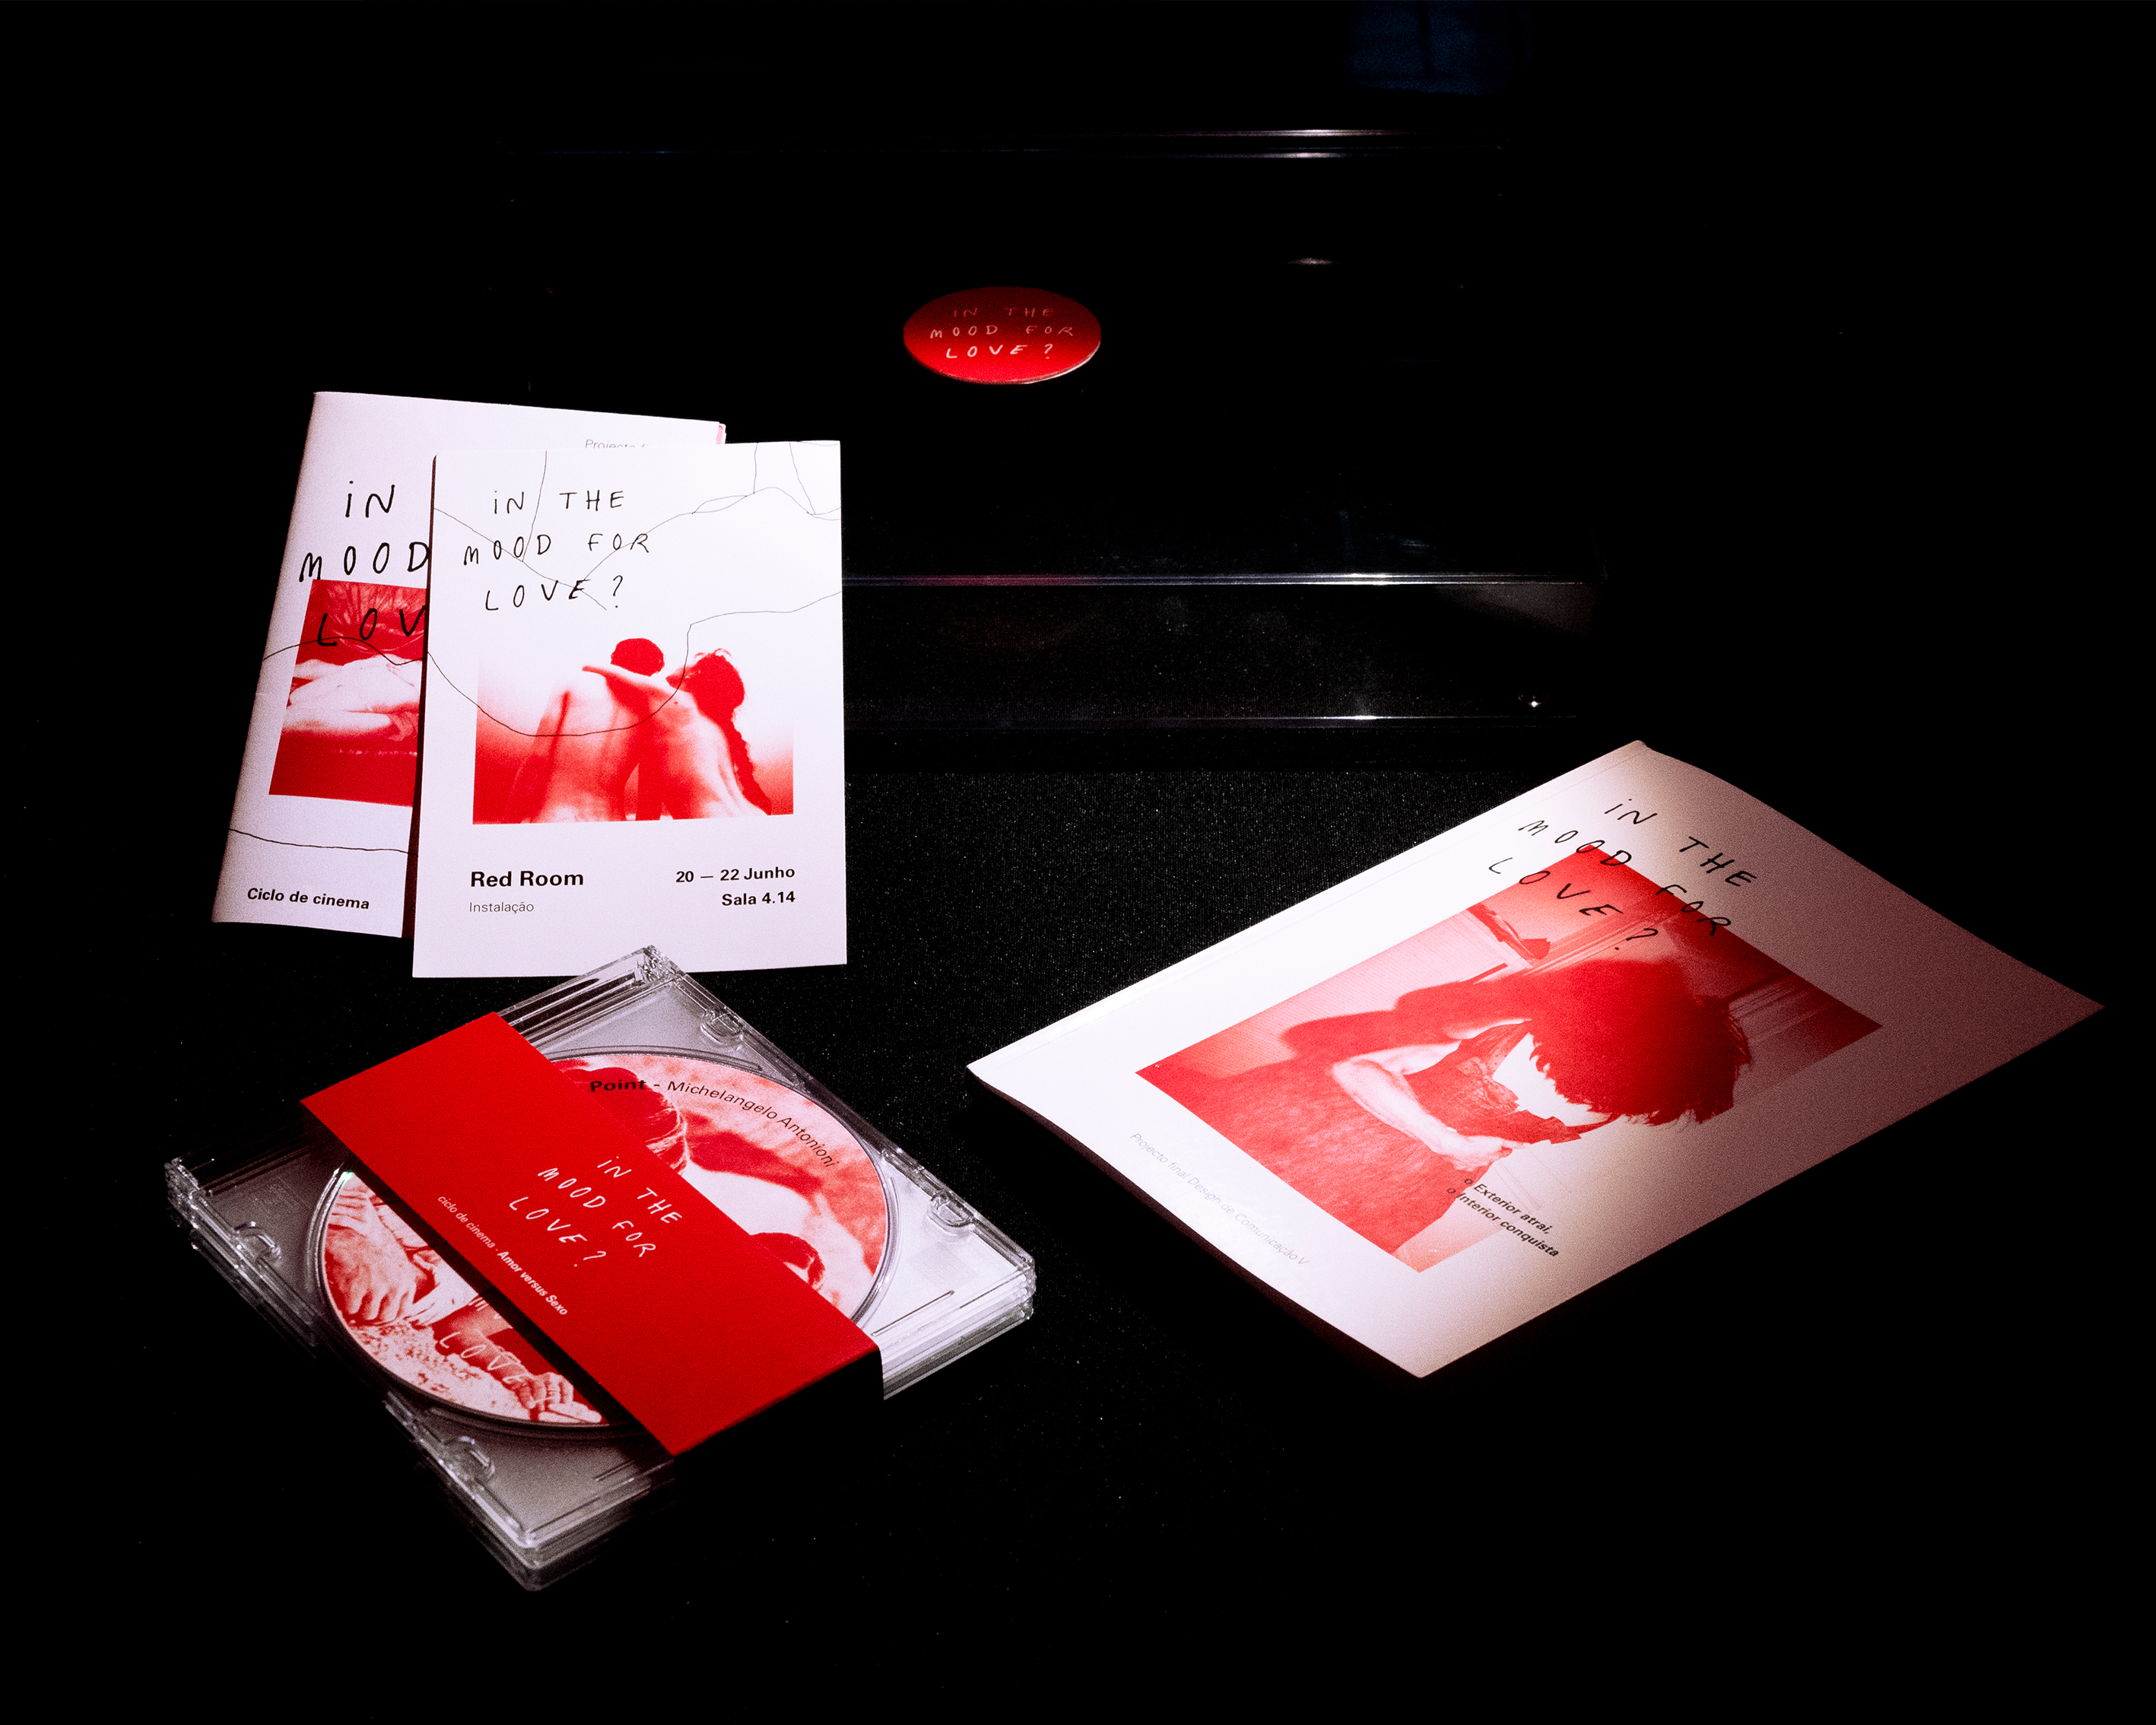 iN THE
MOOD FOR
LOVE?
Projecto
iN
MOOD
LOV
Ciclo de cinema
iN THE
MOOD FOR
LOVE?
Red Room
Instalação
20 — 22 Junho
Sala 4.14
Point - Michelangelo Antonioni
iN THE
MOOD FOR
LOVE?
ciclo de cinema - Amor versus Sexo
LOVE
iN THE
MOOD FOR
LOVE?
o Exterior atrai,
o Interior conquista
Projecto final Design de Comunicação V